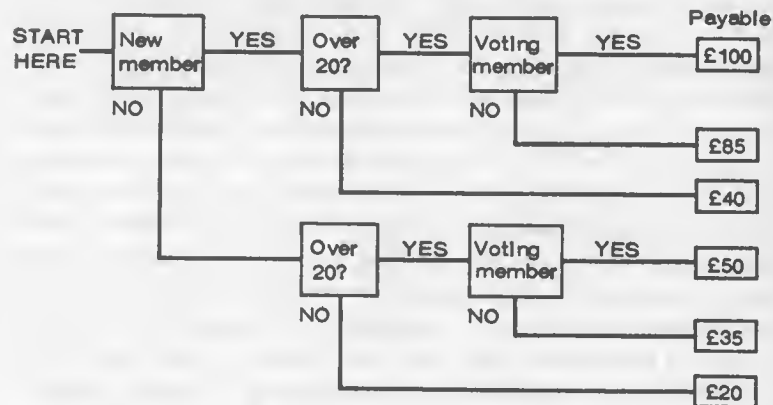 Payable
START
HERE
New
member
YES
Over
20?
YES
Voting
member
YES
£100
NO
NO
NO
£85
£40
Over
20?
YES
Voting
member
YES
£50
NO
NO
£35
£20